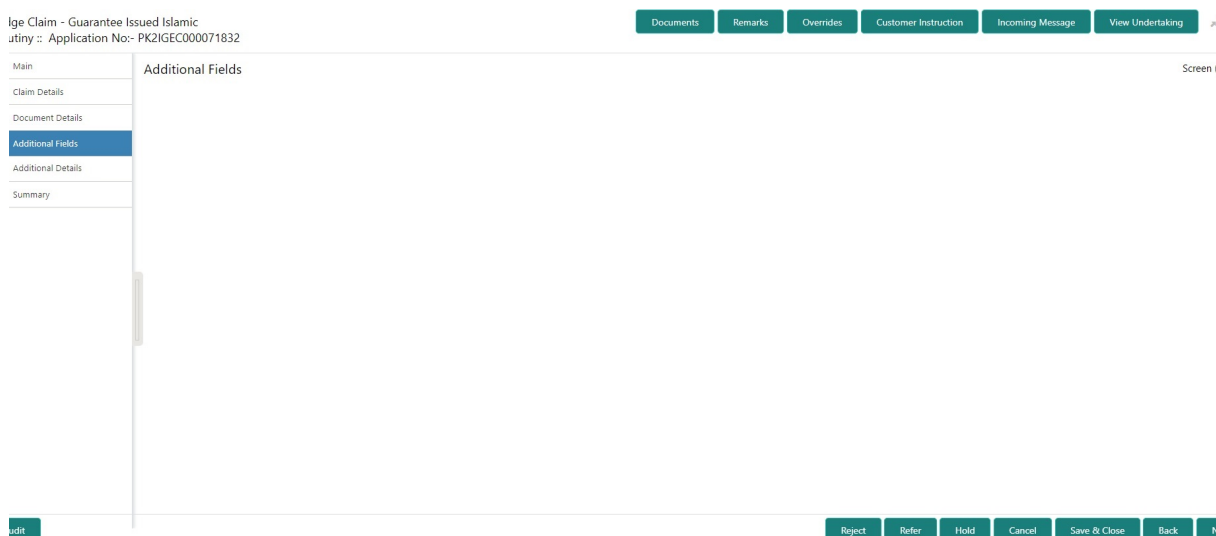 dge Claim - Guarantee Issued Islamic
utiny :: Application No:- PK2IGEC000071832
Documents
Remarks
Overrides
Customer Instruction
Incoming Message
View Undertaking
Main
Claim Details
Document Details
Additional Fields
Additional Details
Summary
Additional Fields
Screen
udit
Reject
Refer
Hold
Cancel
Save & Close
Back